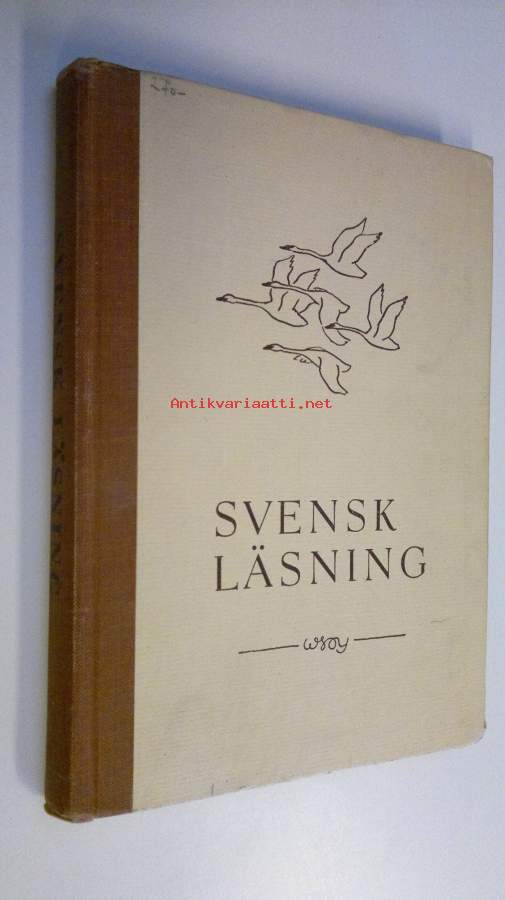 Antikvariaatti.net
SVENSK
LÄSNING
wsoy
SVENSK LÄSNING